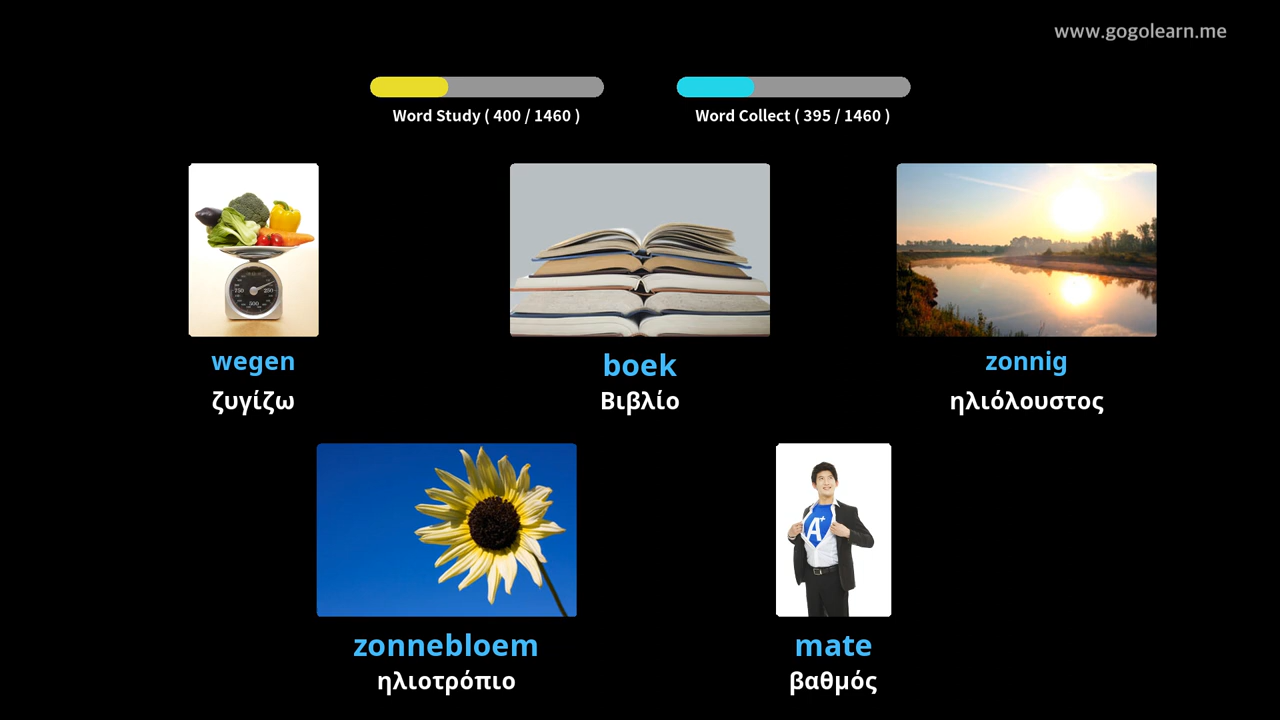 www.gogolearn.me
Word Study ( 400 / 1460 )
Word Collect ( 395 / 1460 )
wegen
ζυγίζω
boek
Βιβλίο
zonnig
ηλιόλουστος
A+
zonnebloem
ηλιοτρόπιο
mate
βαθμός